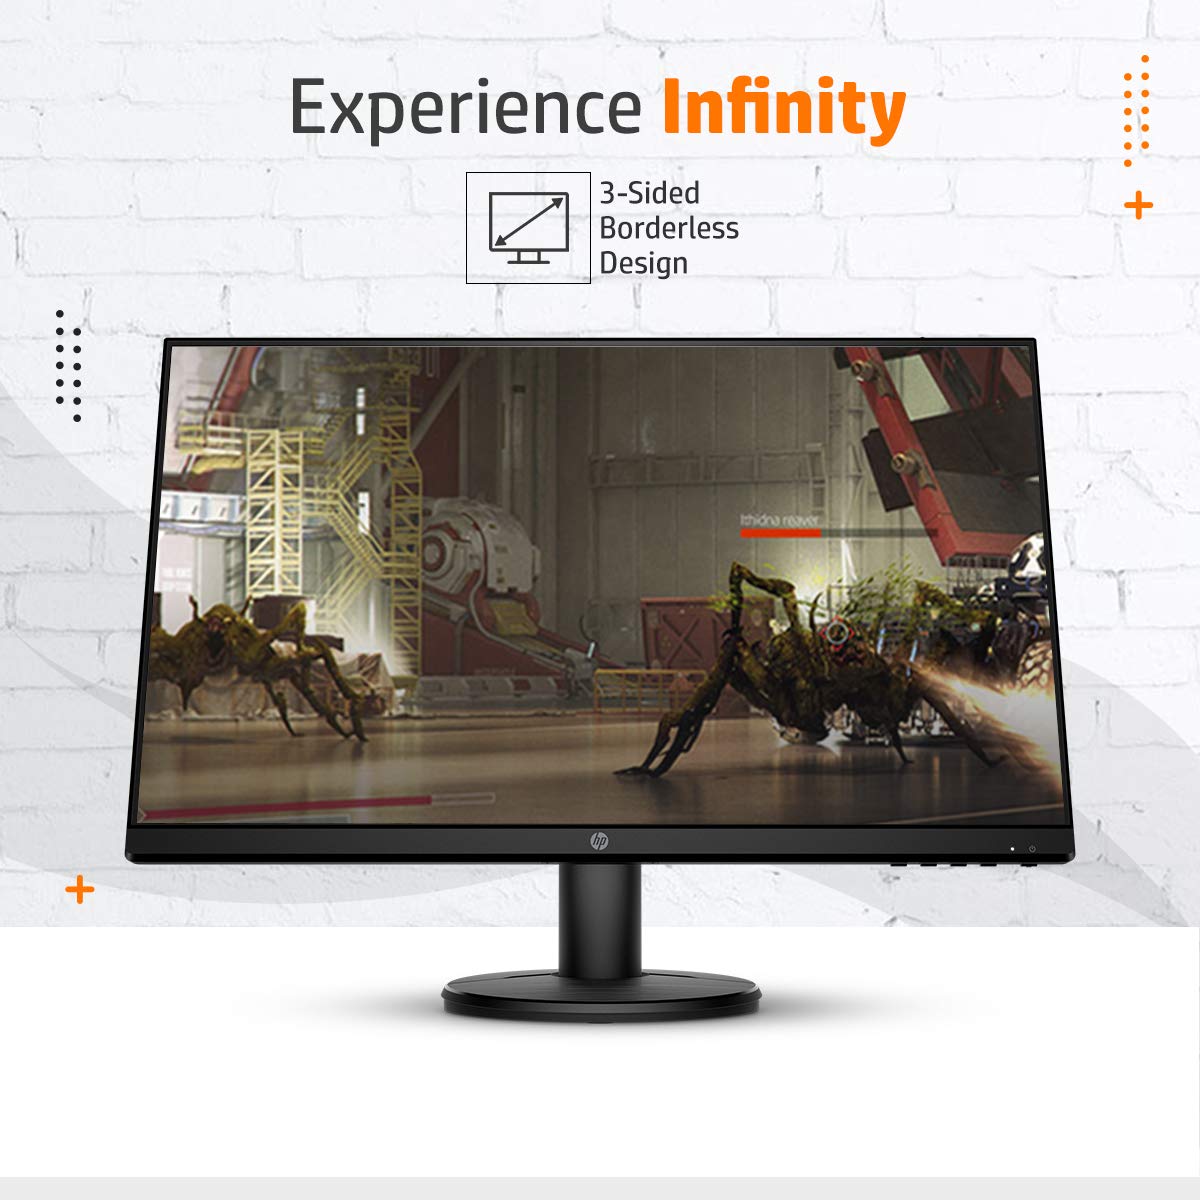 Experience Infinity
3-Sided
Borderless
Design
Ithidna reaver
hp